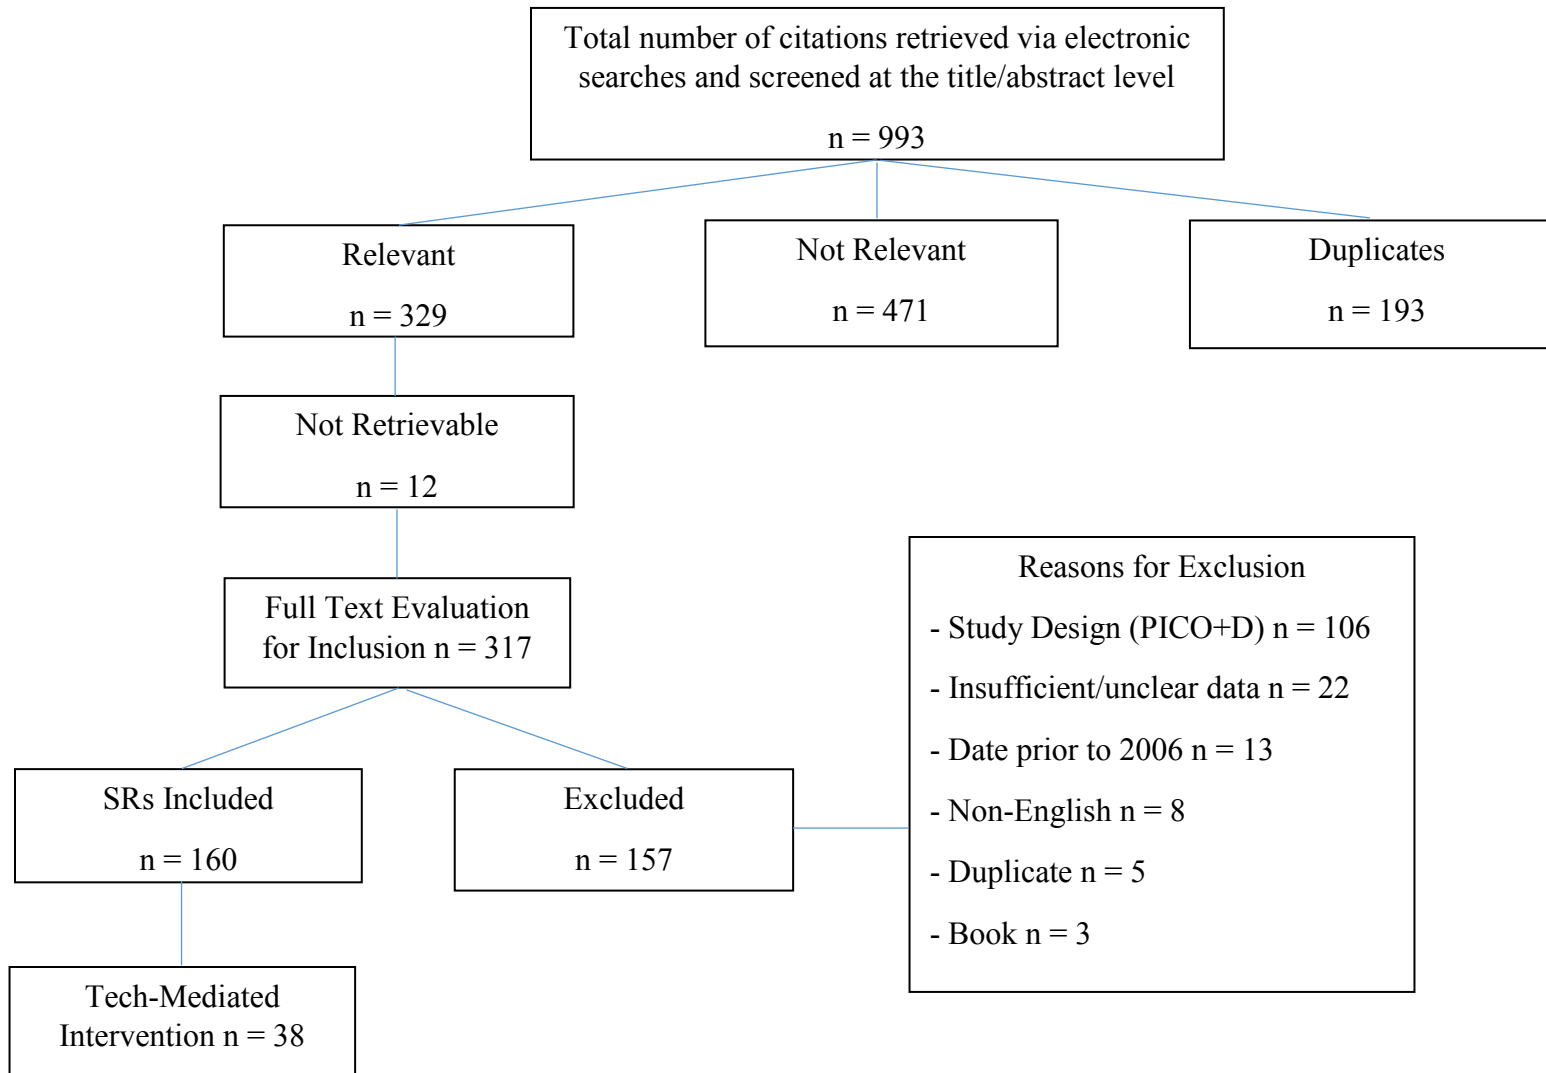 Total number of citations retrieved via electronic
searches and screened at the title/abstract level
n = 993
Relevant
n = 329
Not Relevant
n = 471
Duplicates
n = 193
Not Retrievable
n = 12
Full Text Evaluation
for Inclusion n = 317
Reasons for Exclusion
- Study Design (PICO+D) n = 106
- Insufficient/unclear data n = 22
- Date prior to 2006 n = 13
- Non-English n = 8
- Duplicate n = 5
- Book n = 3
SRs Included
n = 160
Excluded
n = 157
Tech-Mediated
Intervention n = 38